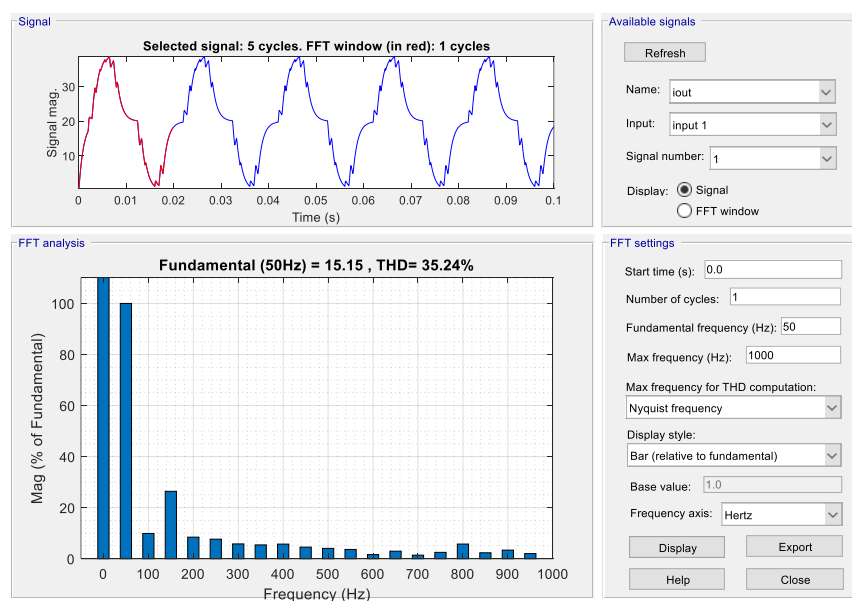 Signal
Selected signal: 5 cycles. FFT window (in red): 1 cycles
Signal mag.
30
20
10
0
0.01
0.02
0.03
0.04
0.05
0.06
0.07
0.08
0.09
0.1
Time (s)
Available signals
Refresh
Name:
iout
Input:
input 1
Signal number:
1
Display:
Signal
FFT window
FFT analysis
Fundamental (50Hz) = 15.15 , THD= 35.24%
Mag (% of Fundamental)
100
80
60
40
20
0
0
100
200
300
400
500
600
700
800
900
1000
Frequency (Hz)
FFT settings
Start time (s):
0.0
Number of cycles:
1
Fundamental frequency (Hz):
50
Max frequency (Hz):
1000
Max frequency for THD computation:
Nyquist frequency
Display style:
Bar (relative to fundamental)
Base value:
1.0
Frequency axis:
Hertz
Display
Export
Help
Close